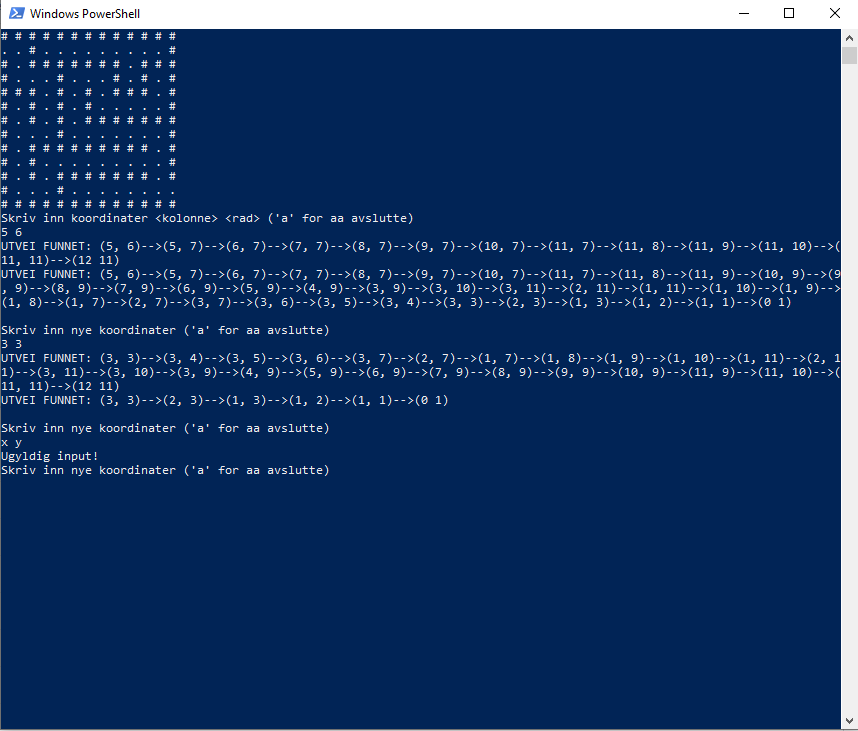 Windows PowerShell
# # # # # # # # # # # # #
. . # . . . . . . . . . #
# . # # # # # # # . # # #
# . . . # . . . # . # . #
# # # . # . # . # # # . #
# . # . # . # . . . . . #
# # # . # . # # # # # # #
# . . . # . . . . . . . #
# . # # # # # # # # # . #
# . # . . . . . . . . . #
# . # . # # # # # # # . #
# . . . # . . . . . . . .
# # # # # # # # # # # # #
Skriv inn koordinater <kolonne> <rad> ('a' for aa avslutte)
5 6
UTVEI FUNNET: (5, 6)-->(5, 7)-->(6, 7)-->(7, 7)-->(8, 7)-->(9, 7)-->(10, 7)-->(11, 7)-->(11, 8)-->(11, 9)-->(11, 10)-->(
11, 11)-->(12 11)
UTVEI FUNNET: (5, 6)-->(5, 7)-->(6, 7)-->(7, 7)-->(8, 7)-->(9, 7)-->(10, 7)-->(11, 7)-->(11, 8)-->(11, 9)-->(10, 9)-->(9
, 9)-->(8, 9)-->(7, 9)-->(6, 9)-->(5, 9)-->(4, 9)-->(3, 9)-->(3, 10)-->(3, 11)-->(2, 11)-->(1, 11)-->(1, 10)-->(1, 9)-->
(1, 8)-->(1, 7)-->(2, 7)-->(3, 7)-->(3, 6)-->(3, 5)-->(3, 4)-->(3, 3)-->(2, 3)-->(1, 3)-->(1, 2)-->(1, 1)-->(0 1)
Skriv inn nye koordinater ('a' for aa avslutte)
3 3
UTVEI FUNNET: (3, 3)-->(3, 4)-->(3, 5)-->(3, 6)-->(3, 7)-->(2, 7)-->(1, 7)-->(1, 8)-->(1, 9)-->(1, 10)-->(1, 11)-->(2, 1
1)-->(3, 11)-->(3, 10)-->(3, 9)-->(4, 9)-->(5, 9)-->(6, 9)-->(7, 9)-->(8, 9)-->(9, 9)-->(10, 9)-->(11, 9)-->(11, 10)-->(
11, 11)-->(12 11)
UTVEI FUNNET: (3, 3)-->(2, 3)-->(1, 3)-->(1, 2)-->(1, 1)-->(0 1)
Skriv inn nye koordinater ('a' for aa avslutte)
x y
Ugyldig input!
Skriv inn nye koordinater ('a' for aa avslutte)